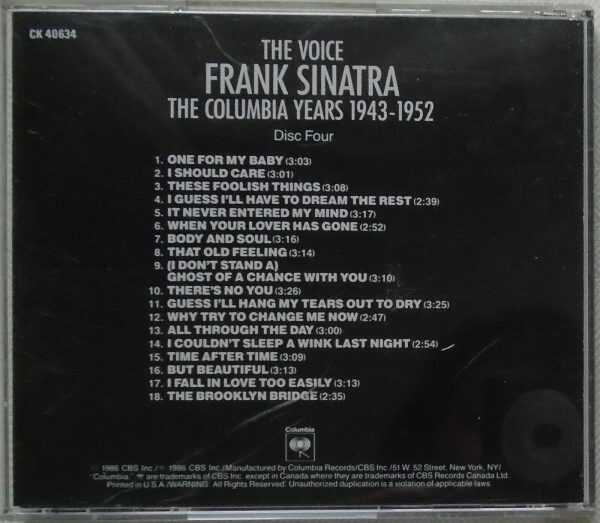 CK 40634
THE VOICE
FRANK SINATRA
THE COLUMBIA YEARS 1943-1952
Disc Four
1. ONE FOR MY BABY (3:03)
2. I SHOULD CARE (3:01)
3. THESE FOOLISH THINGS (3:08)
4. I GUESS I'LL HAVE TO DREAM THE REST (2:39)
5. IT NEVER ENTERED MY MIND (3:17)
6. WHEN YOUR LOVER HAS GONE (2:52)
7. BODY AND SOUL (3:16)
8. THAT OLD FEELING (3:14)
9. (I DON'T STAND A)
GHOST OF A CHANCE WITH YOU (3:10)
10. THERE'S NO YOU (3:26)
11. GUESS I'LL HANG MY TEARS OUT TO DRY (3:25)
12. WHY TRY TO CHANGE ME NOW (2:47)
13. ALL THROUGH THE DAY (3:00)
14. I COULDN'T SLEEP A WINK LAST NIGHT (2:54)
15. TIME AFTER TIME (3:09)
16. BUT BEAUTIFUL (3:13)
17. I FALL IN LOVE TOO EASILY (3:13)
18. THE BROOKLYN BRIDGE (2:35)
Columbia
© 1986 CBS Inc./℗ 1986 CBS Inc./Manufactured by Columbia Records/CBS Inc./51 W. 52 Street, New York, NY/
"Columbia," are trademarks of CBS Inc. except in Canada where they are trademarks of CBS Records Canada Ltd.
Printed in U.S.A./WARNING: All Rights Reserved. Unauthorized duplication is a violation of applicable laws.